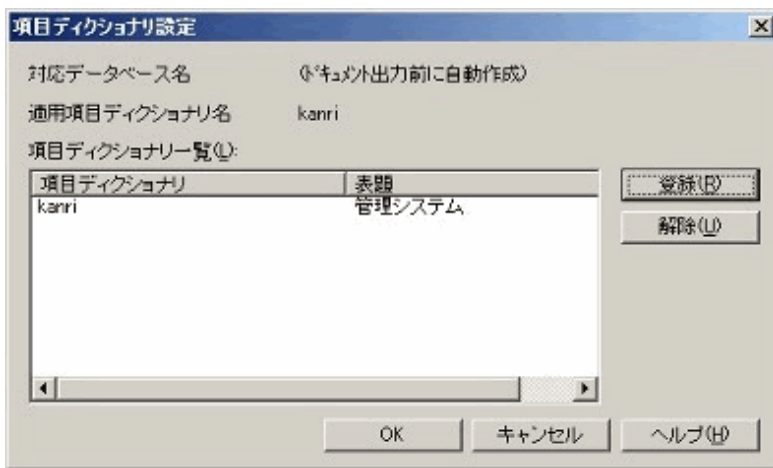 項目ディクショナリ設定
対応データベース名 (ドキュメント出力前に自動作成)
適用項目ディクショナリ名 kanri
項目ディクショナリ一覧(L):
項目ディクショナリ 表題
kanri 管理システム
登録(R)
解除(U)
OK キャンセル ヘルプ(H)